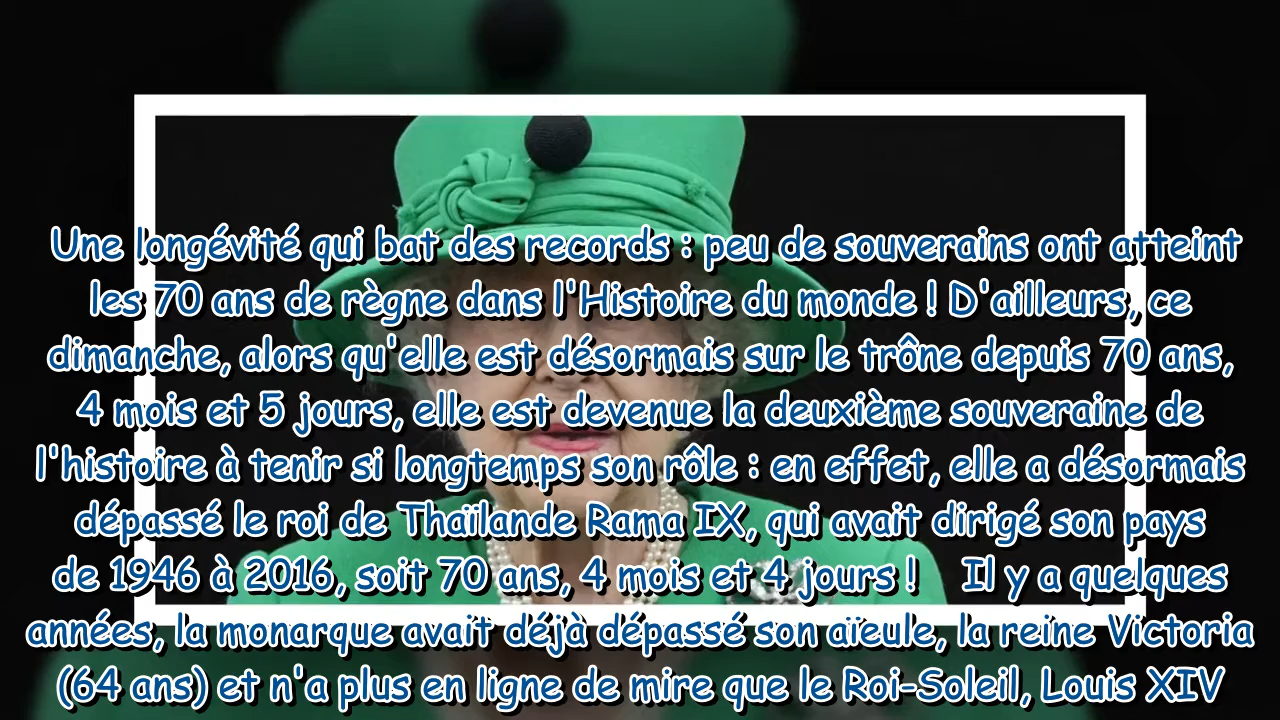 Une longévité qui bat des records : peu de souverains ont atteint
les 70 ans de règne dans l'Histoire du monde ! D'ailleurs, ce
dimanche, alors qu'elle est désormais sur le trône depuis 70 ans,
4 mois et 5 jours, elle est devenue la deuxième souveraine de
l'histoire à tenir si longtemps son rôle : en effet, elle a désormais
dépassé le roi de Thaïlande Rama IX, qui avait dirigé son pays
de 1946 à 2016, soit 70 ans, 4 mois et 4 jours ! Il y a quelques
années, la monarque avait déjà dépassé son aïeule, la reine Victoria
(64 ans) et n'a plus en ligne de mire que le Roi-Soleil, Louis XIV